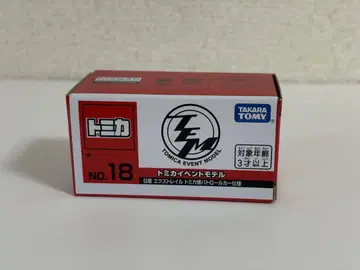 TAKARA
TOMY
トミカ
TEM
TOMICA EVENT MODEL
対象年齢
3才以上
NO. 18
トミカイベントモデル
日産 エクストレイル トミカ博パトロールカー仕様